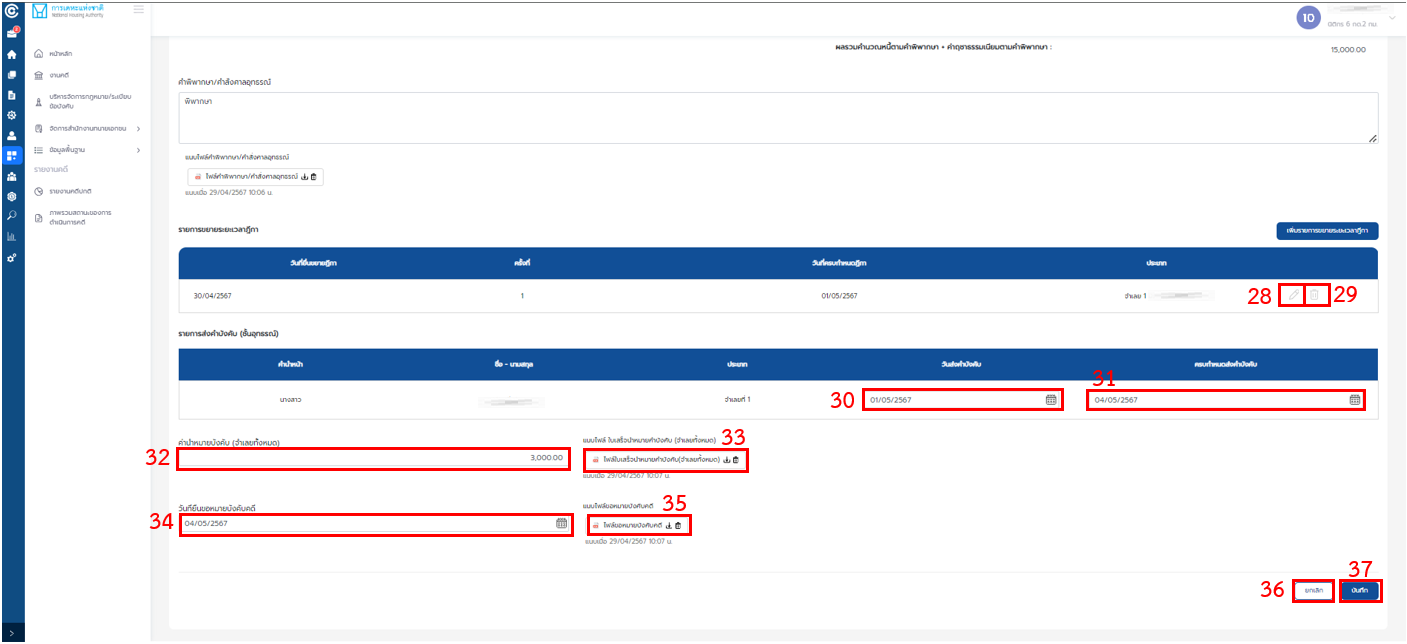 การเคหะแห่งชาติ
National Housing Authority
10
นิติกร 6 กด.2 กม.
หน้าหลัก
งานคดี
บริหารจัดการกฎหมาย/ระเบียบ
ข้อบังคับ
จัดการสำนักงานทนายเอกชน
ข้อมูลพื้นฐาน
รายงานคดี
รายงานคดีปกติ
ภาพรวมสถานะของการ
ดำเนินการคดี
ผลรวมคำนวณหนี้ตามคำพิพากษา + ค่าฤชาธรรมเนียมตามคำพิพากษา :
15,000.00
คำพิพากษา/คำสั่งศาลอุทธรณ์
พิพากษา
แนบไฟล์คำพิพากษา/คำสั่งศาลอุทธรณ์
ไฟล์คำพิพากษา/คำสั่งศาลอุทธรณ์
แนบเมื่อ 29/04/2567 10:06 น.
รายการขยายระยะเวลาฎีกา
เพิ่มรายการขยายระยะเวลาฎีกา
วันที่ยื่นขยายฎีกา ครั้งที่ วันที่ครบกำหนดฎีกา ประเภท
30/04/2567 1 01/05/2567 จำเลย 1 28 29
รายการส่งคำบังคับ (ชั้นอุทธรณ์)
คำนำหน้า ชื่อ - นามสกุล ประเภท วันส่งคำบังคับ ครบกำหนดส่งคำบังคับ
31
นางสาว จำเลยที่ 1 30 01/05/2567 04/05/2567
ค่านำหมายบังคับ (จำเลยทั้งหมด) แนบไฟล์ ใบเสร็จนำหมายคำบังคับ (จำเลยทั้งหมด) 33
32 3,000.00 ไฟล์ใบเสร็จนำหมายคำบังคับ(จำเลยทั้งหมด)
แนบเมื่อ 29/04/2567 10:07 น.
วันที่ยื่นขอหมายบังคับคดี แนบไฟล์ขอหมายบังคับคดี 35
34 04/05/2567 ไฟล์ขอหมายบังคับคดี
แนบเมื่อ 29/04/2567 10:07 น.
37
36 ยกเลิก บันทึก